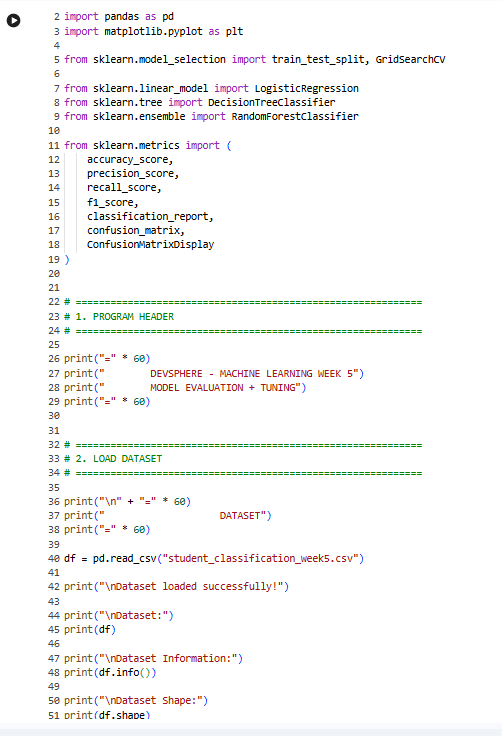 2 import pandas as pd
3 import matplotlib.pyplot as plt
4
5 from sklearn.model_selection import train_test_split, GridSearchCV
6
7 from sklearn.linear_model import LogisticRegression
8 from sklearn.tree import DecisionTreeClassifier
9 from sklearn.ensemble import RandomForestClassifier
10
11 from sklearn.metrics import (
12     accuracy_score,
13     precision_score,
14     recall_score,
15     f1_score,
16     classification_report,
17     confusion_matrix,
18     ConfusionMatrixDisplay
19 )
20
21
22 # ============================================================
23 # 1. PROGRAM HEADER
24 # ============================================================
25
26 print("=" * 60)
27 print("        DEVSPHERE - MACHINE LEARNING WEEK 5")
28 print("        MODEL EVALUATION + TUNING")
29 print("=" * 60)
30
31
32 # ============================================================
33 # 2. LOAD DATASET
34 # ============================================================
35
36 print("\n" + "=" * 60)
37 print("                    DATASET")
38 print("=" * 60)
39
40 df = pd.read_csv("student_classification_week5.csv")
41
42 print("\nDataset loaded successfully!")
43
44 print("\nDataset:")
45 print(df)
46
47 print("\nDataset Information:")
48 print(df.info())
49
50 print("\nDataset Shape:")
51 print(df.shape)